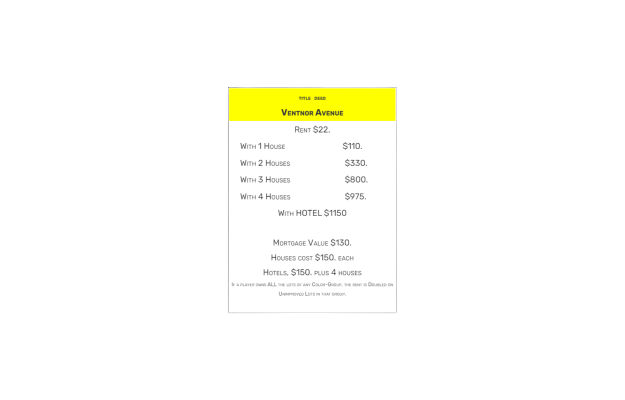 TITLE DEED
VENTNOR AVENUE
RENT $22.
WITH 1 HOUSE $110.
WITH 2 HOUSES $330.
WITH 3 HOUSES $800.
WITH 4 HOUSES $975.
WITH HOTEL $1150
MORTGAGE VALUE $130.
HOUSES COST $150. EACH
HOTELS, $150. PLUS 4 HOUSES
IF A PLAYER OWNS ALL THE LOTS OF ANY COLOR-GROUP, THE RENT IS DOUBLED ON
UNIMPROVED LOTS IN THAT GROUP.